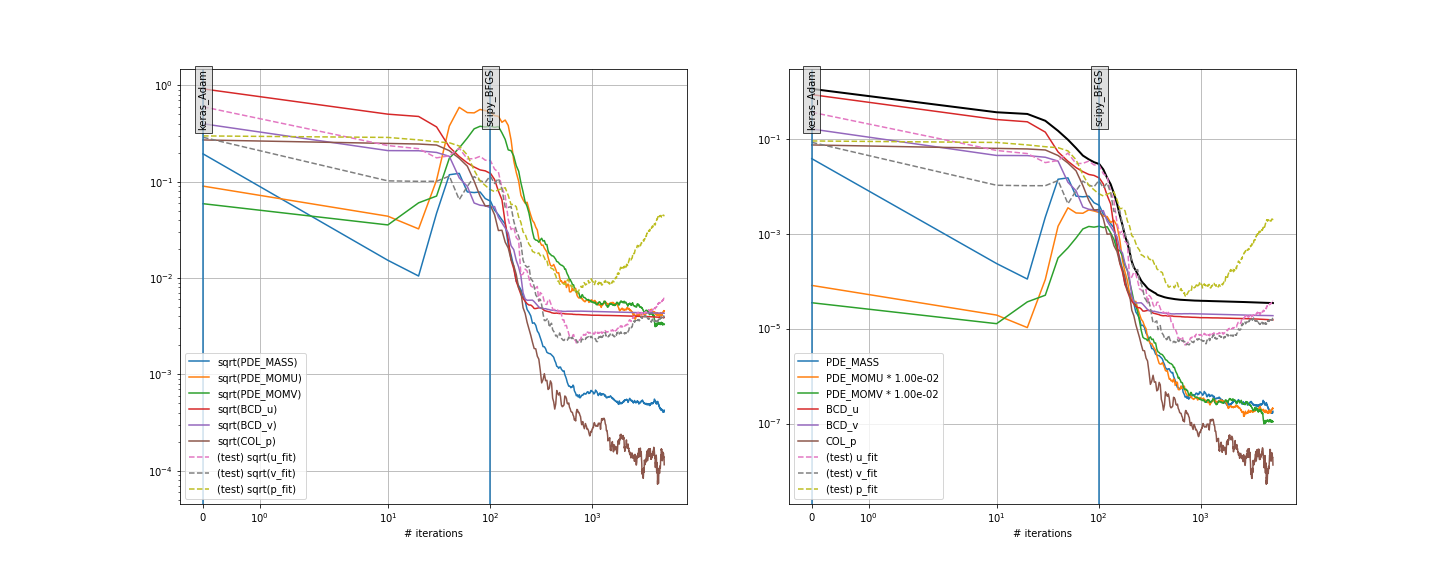 keras_Adam
scipy_BFGS
10⁰
10⁻¹
10⁻²
10⁻³
10⁻⁴
sqrt(PDE_MASS)
sqrt(PDE_MOMU)
sqrt(PDE_MOMV)
sqrt(BCD_u)
sqrt(BCD_v)
sqrt(COL_p)
(test) sqrt(u_fit)
(test) sqrt(v_fit)
(test) sqrt(p_fit)
0 10⁰ 10¹ 10² 10³
# iterations
keras_Adam
scipy_BFGS
10⁻¹
10⁻³
10⁻⁵
10⁻⁷
PDE_MASS
PDE_MOMU * 1.00e-02
PDE_MOMV * 1.00e-02
BCD_u
BCD_v
COL_p
(test) u_fit
(test) v_fit
(test) p_fit
0 10⁰ 10¹ 10² 10³
# iterations